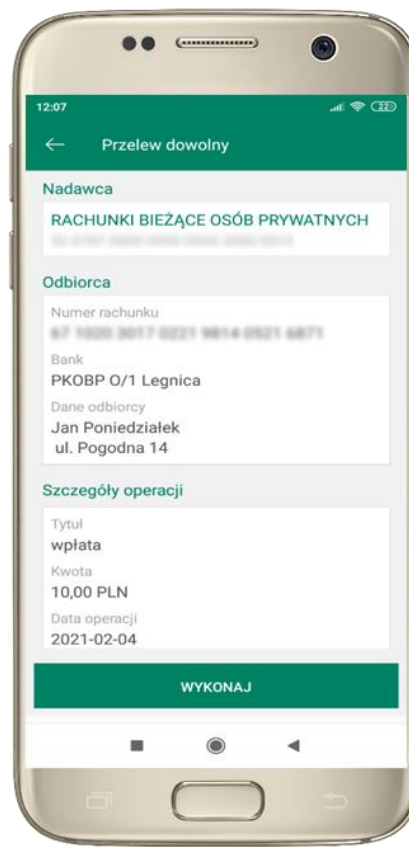 12:07
22
Przelew dowolny
Nadawca
RACHUNKI BIEŻĄCE OSÓB PRYWATNYCH
Odbiorca
Numer rachunku
Bank
PKOBP O/1 Legnica
Dane odbiorcy
Jan Poniedziałek
ul. Pogodna 14
Szczegóły operacji
Tytuł
wpłata
Kwota
10,00 PLN
Data operacji
2021-02-04
WYKONAJ